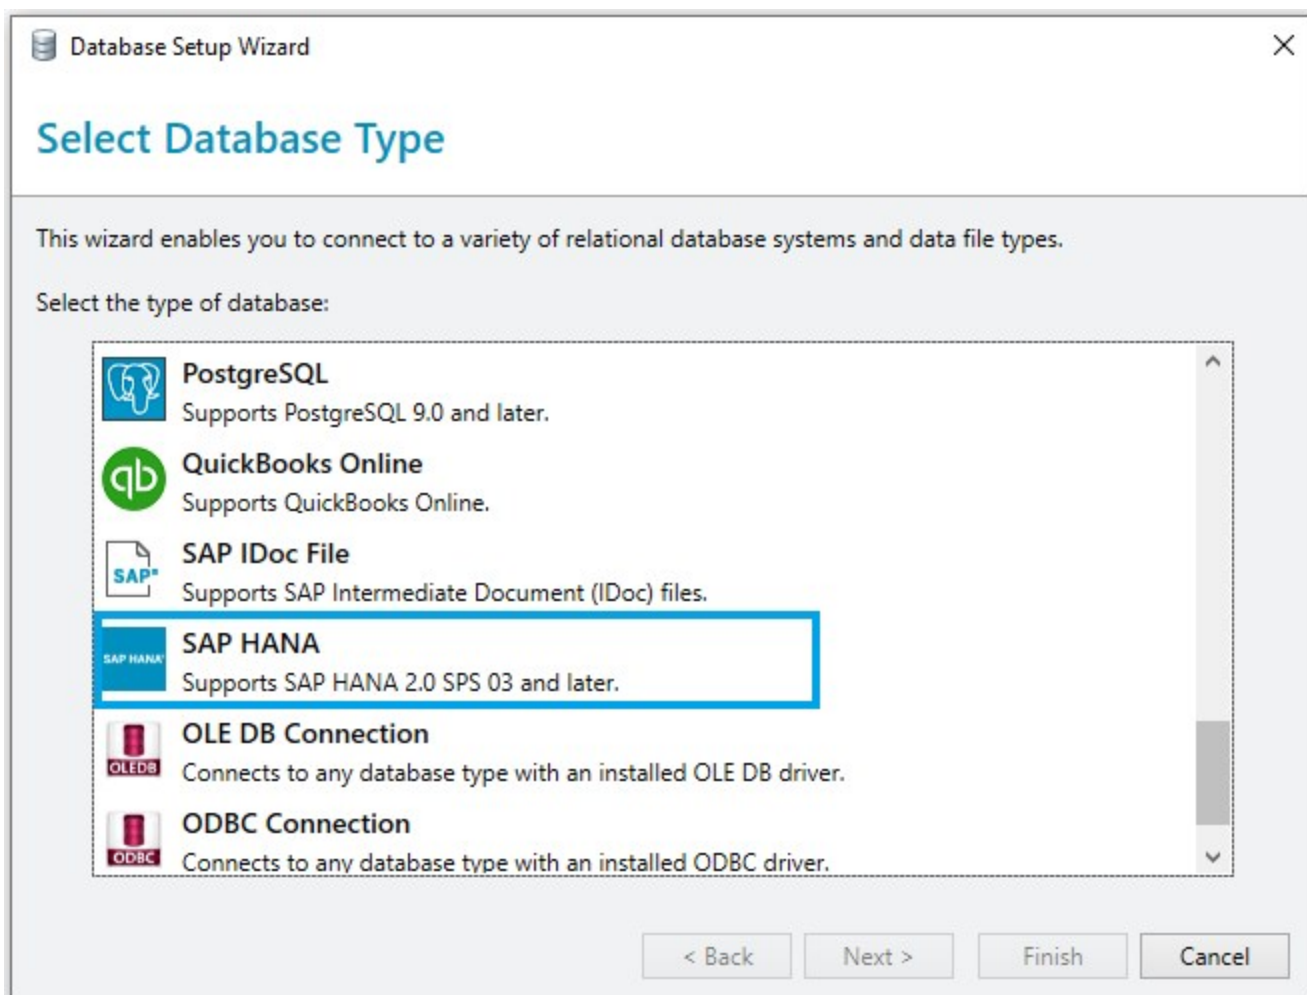 Database Setup Wizard
Select Database Type
This wizard enables you to connect to a variety of relational database systems and data file types.
Select the type of database:
PostgreSQL
Supports PostgreSQL 9.0 and later.
qb
QuickBooks Online
Supports QuickBooks Online.
SAP
SAP IDoc File
Supports SAP Intermediate Document (IDoc) files.
SAP HANA
SAP HANA
Supports SAP HANA 2.0 SPS 03 and later.
OLEDB
OLE DB Connection
Connects to any database type with an installed OLE DB driver.
ODBC
ODBC Connection
Connects to any database type with an installed ODBC driver.
< Back
Next >
Finish
Cancel